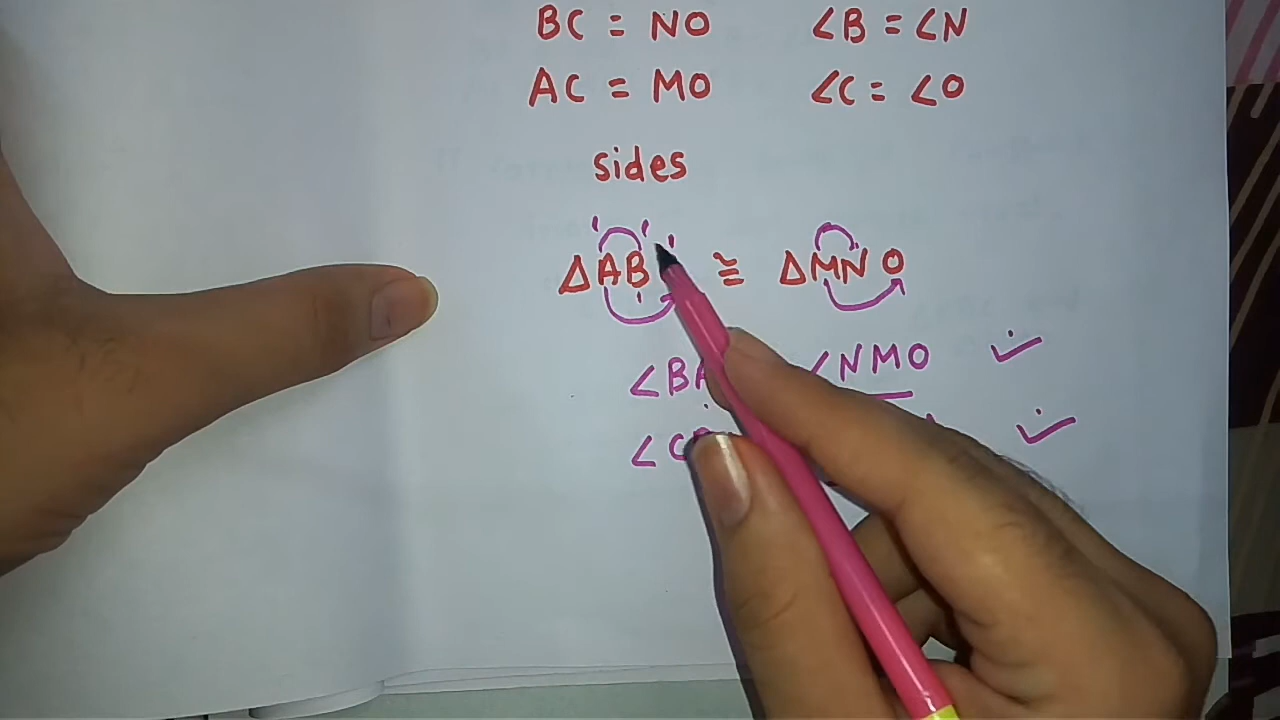 BC = NO ∠B = ∠N
AC = MO ∠C = ∠O
sides
ΔAB ≅ ΔMNO
∠BA ∠NMO ✓
∠C ✓